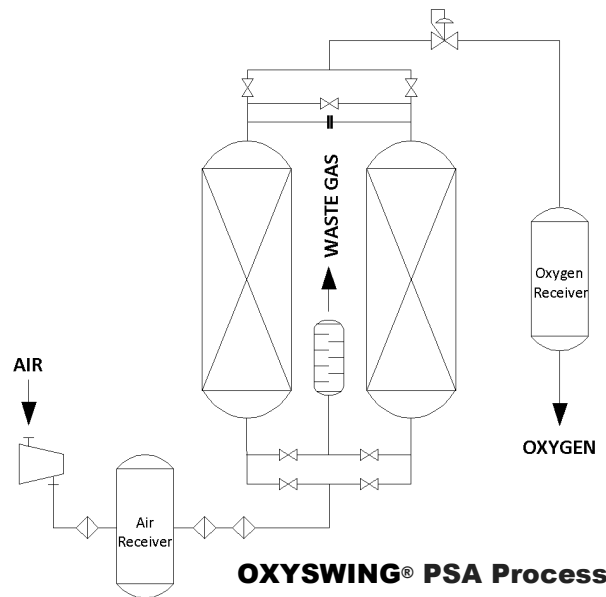 WASTE GAS
Oxygen
Receiver
AIR
OXYGEN
Air
Receiver
OXYSWING® PSA Process